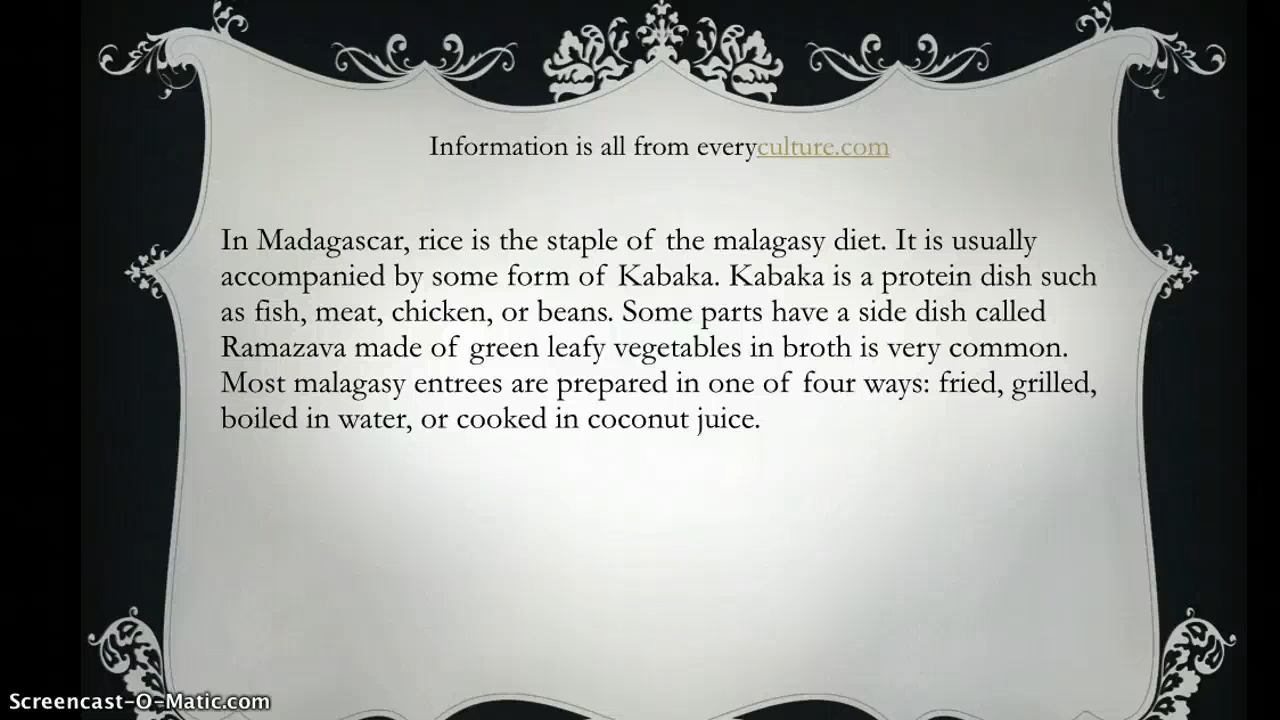 Information is all from everyculture.com
In Madagascar, rice is the staple of the malagasy diet. It is usually
accompanied by some form of Kabaka. Kabaka is a protein dish such
as fish, meat, chicken, or beans. Some parts have a side dish called
Ramazava made of green leafy vegetables in broth is very common.
Most malagasy entrees are prepared in one of four ways: fried, grilled,
boiled in water, or cooked in coconut juice.
Screencast-O-Matic.com